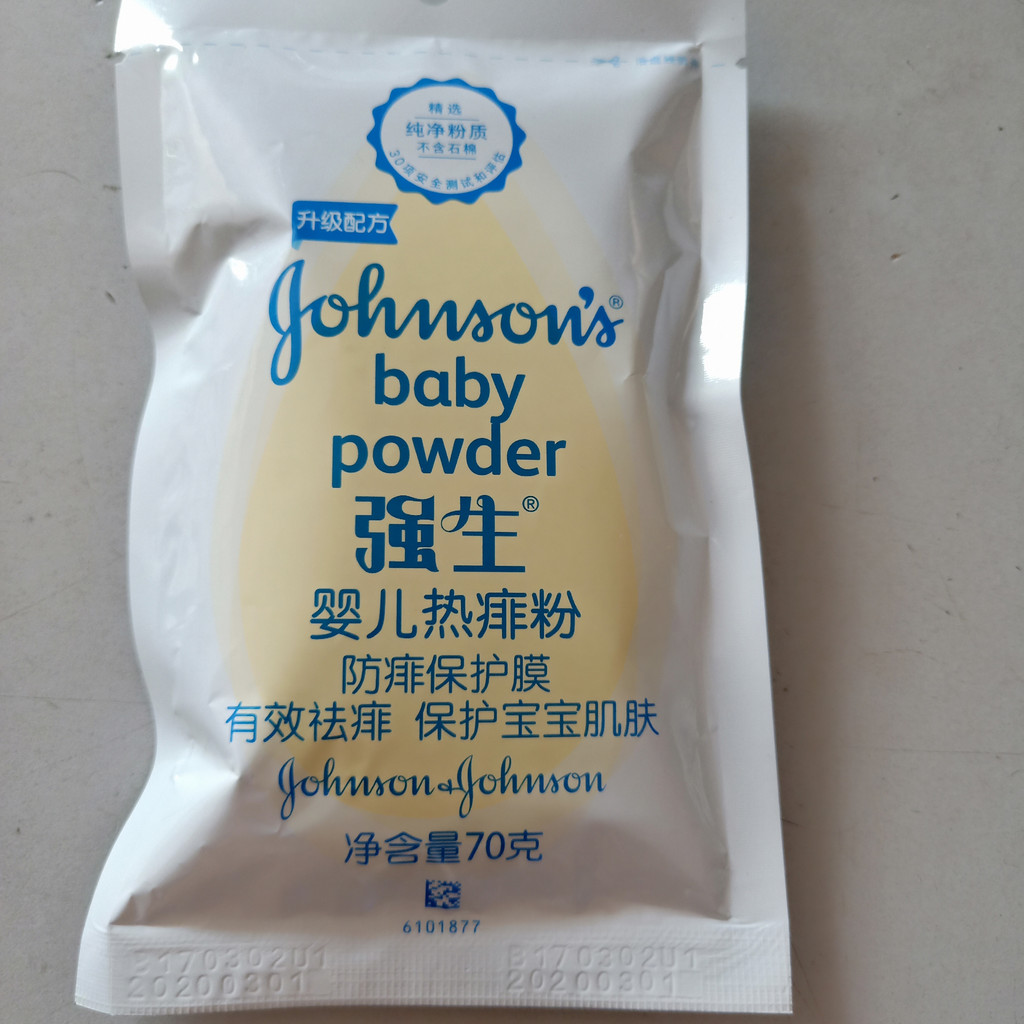 精选
纯净粉质
不含石棉
30项安全测试和评估
升级配方
Johnson's®
baby
powder
强生®
婴儿热痱粉
防痱保护膜
有效祛痱 保护宝宝肌肤
Johnson & Johnson
净含量70克
6101877
B170302U1 B170302U1
20200301 20200301